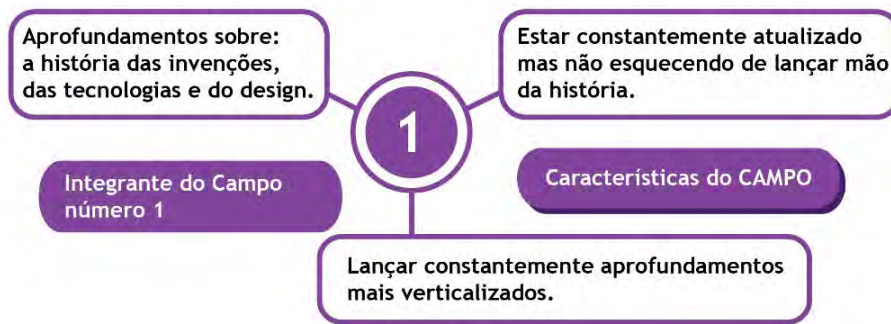 Aprofundamentos sobre:
a história das invenções,
das tecnologias e do design.
Estar constantemente atualizado
mas não esquecendo de lançar mão
da história.
1
Integrante do Campo
número 1
Características do CAMPO
Lançar constantemente aprofundamentos
mais verticalizados.